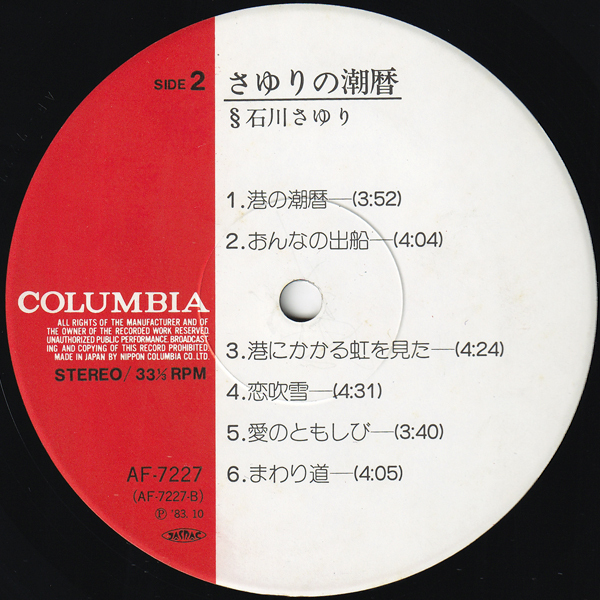 SIDE 2
さゆりの潮暦
§石川さゆり
1.港の潮暦—(3:52)
2.おんなの出船—(4:04)
3.港にかかる虹を見た—(4:24)
4.恋吹雪—(4:31)
5.愛のともしび—(3:40)
6.まわり道—(4:05)
COLUMBIA
ALL RIGHTS OF THE MANUFACTURER AND OF
THE OWNER OF THE RECORDED WORK RESERVED
UNAUTHORIZED PUBLIC PERFORMANCE. BROADCAST
ING AND COPYING OF THIS RECORD PROHIBITED
MADE IN JAPAN BY NIPPON COLUMBIA CO.LTD
STEREO/33⅓ RPM
AF-7227
(AF-7227-B)
Ⓟ '83.10
JASRAC